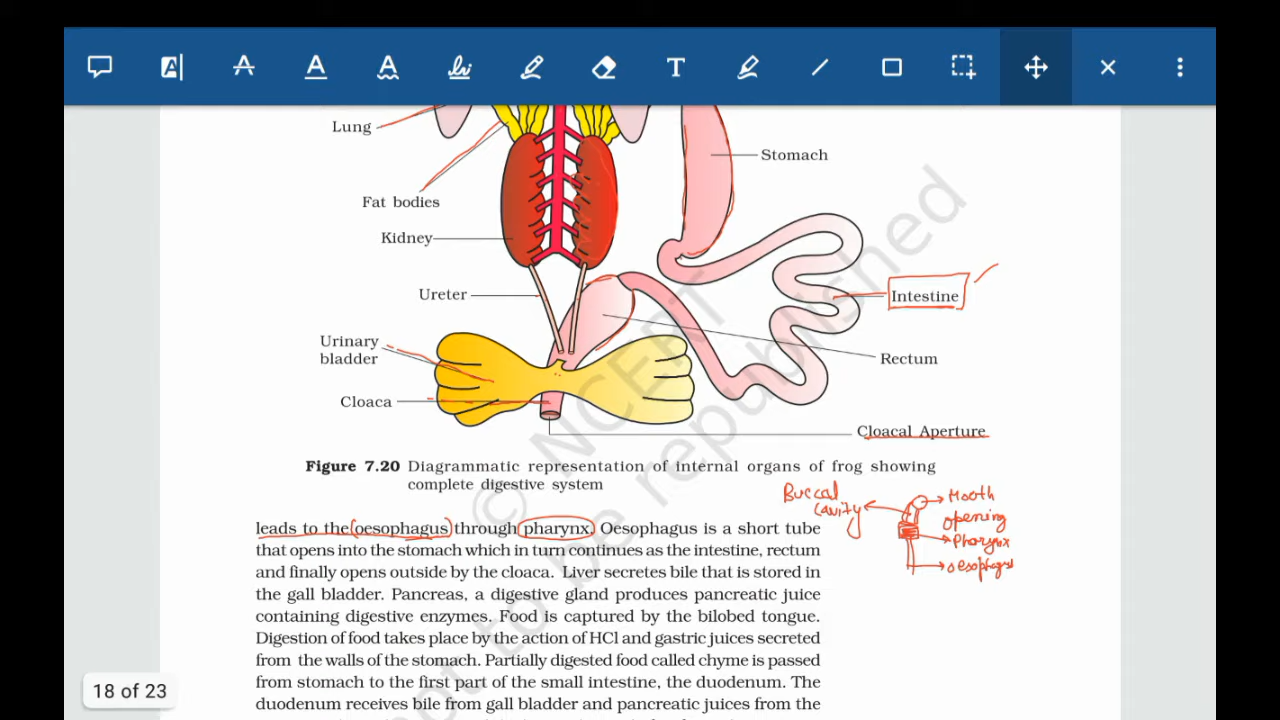 Lung
Stomach
Fat bodies
Kidney
Ureter
Intestine
Urinary
bladder
Rectum
Cloaca
Cloacal Aperture
Figure 7.20 Diagrammatic representation of internal organs of frog showing
complete digestive system
Buccal
cavity
Mooth
opening
Pharynx
oesophagus
leads to the oesophagus through pharynx. Oesophagus is a short tube
that opens into the stomach which in turn continues as the intestine, rectum
and finally opens outside by the cloaca. Liver secretes bile that is stored in
the gall bladder. Pancreas, a digestive gland produces pancreatic juice
containing digestive enzymes. Food is captured by the bilobed tongue.
Digestion of food takes place by the action of HCl and gastric juices secreted
from the walls of the stomach. Partially digested food called chyme is passed
from stomach to the first part of the small intestine, the duodenum. The
duodenum receives bile from gall bladder and pancreatic juices from the
18 of 23
© NCERT
not to be republished